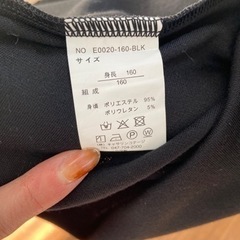 NO E0020-160-BLK
サイズ
身長 160
160
組成
身頃 ポリエステル 95%
ポリウレタン 5%